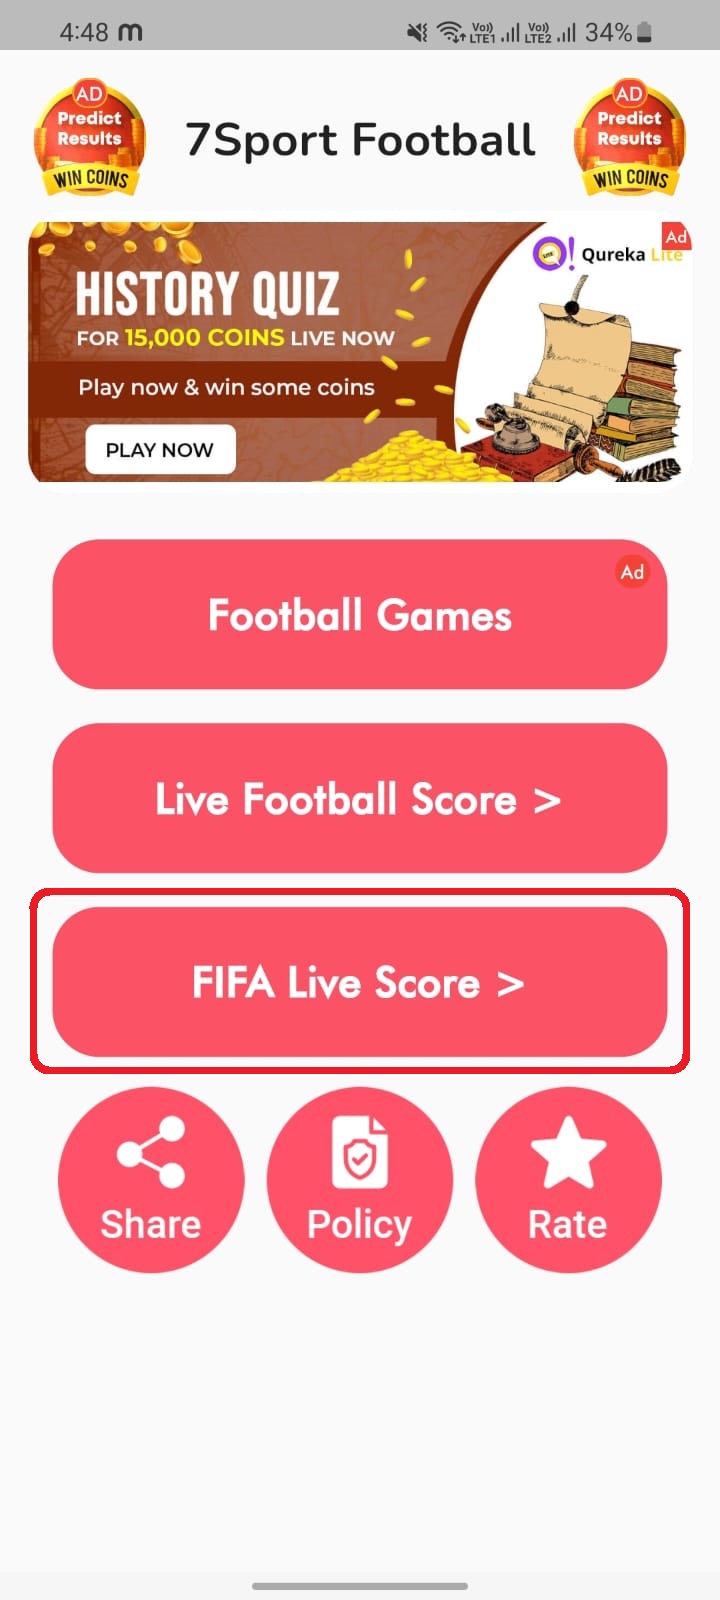 4:48 m
Vo)) LTE1 Vo)) LTE2 34%
AD
Predict
Results
WIN COINS
7Sport Football
AD
Predict
Results
WIN COINS
Ad
Qureka Lite
HISTORY QUIZ
FOR 15,000 COINS LIVE NOW
Play now & win some coins
PLAY NOW
Ad
Football Games
Live Football Score >
FIFA Live Score >
Share
Policy
Rate